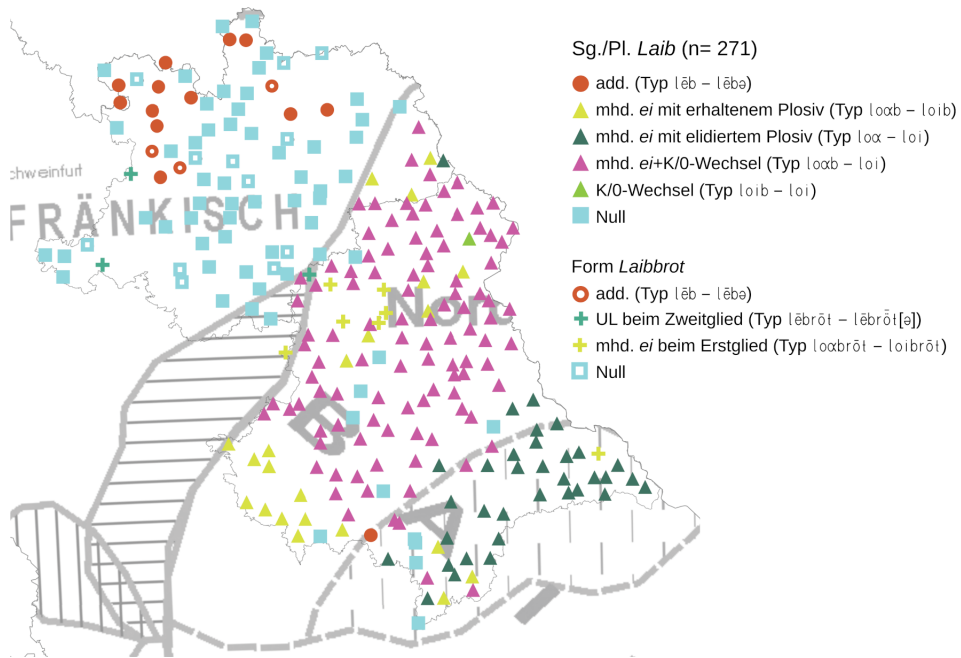 Sg./Pl. Laib (n= 271)
add. (Typ lēb – lēbə)
mhd. ei mit erhaltenem Plosiv (Typ loαb – loib)
mhd. ei mit elidiertem Plosiv (Typ loα – loi)
mhd. ei+K/0-Wechsel (Typ loαb – loi)
K/0-Wechsel (Typ loib – loi)
Null
Form Laibbrot
add. (Typ lēb – lēbə)
UL beim Zweitglied (Typ lēbrōt – lēbrȫt[ə])
mhd. ei beim Erstglied (Typ loαbrōt – loibrōt)
Null
chweinfurt
FRÄNKISCH
Nord
B
A